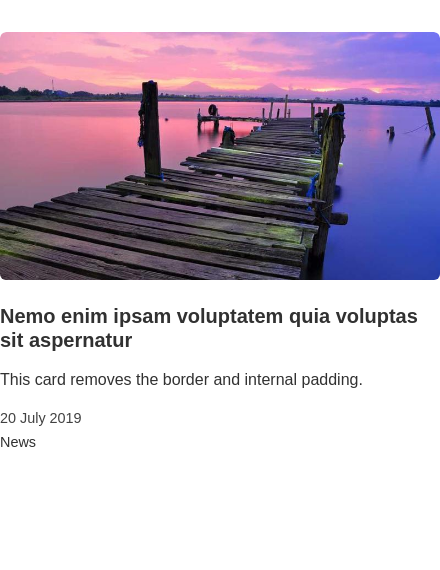 Nemo enim ipsam voluptatem quia voluptas
sit aspernatur
This card removes the border and internal padding.
20 July 2019
News